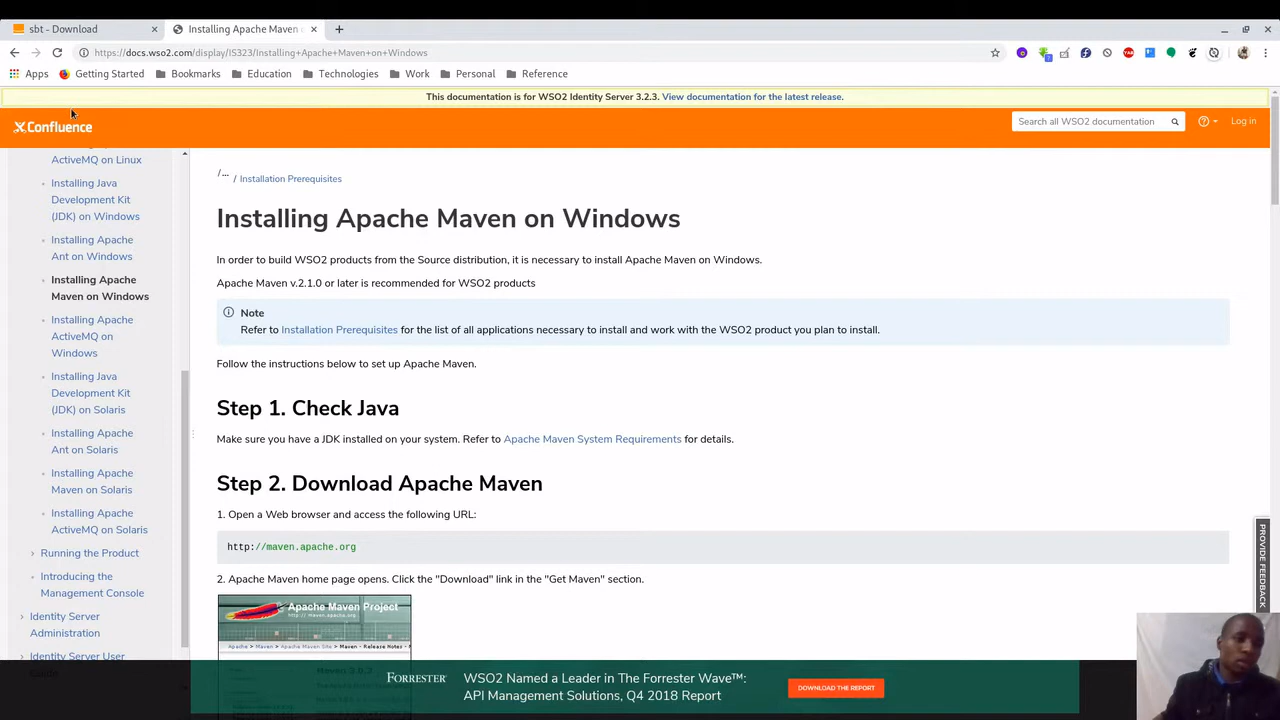 sbt - Download
Installing Apache Maven
https://docs.wso2.com/display/IS323/Installing+Apache+Maven+on+Windows
Apps
Getting Started
Bookmarks
Education
Technologies
Work
Personal
Reference
This documentation is for WSO2 Identity Server 3.2.3. View documentation for the latest release.
Confluence
Search all WSO2 documentation
Log in
ActiveMQ on Linux
Installing Java
Development Kit
(JDK) on Windows
Installing Apache
Ant on Windows
Installing Apache
Maven on Windows
Installing Apache
ActiveMQ on
Windows
Installing Java
Development Kit
(JDK) on Solaris
Installing Apache
Ant on Solaris
Installing Apache
Maven on Solaris
Installing Apache
ActiveMQ on Solaris
Running the Product
Introducing the
Management Console
Identity Server
Administration
Identity Server User
/... / Installation Prerequisites
Installing Apache Maven on Windows
In order to build WSO2 products from the Source distribution, it is necessary to install Apache Maven on Windows.
Apache Maven v.2.1.0 or later is recommended for WSO2 products
Note
Refer to Installation Prerequisites for the list of all applications necessary to install and work with the WSO2 product you plan to install.
Follow the instructions below to set up Apache Maven.
Step 1. Check Java
Make sure you have a JDK installed on your system. Refer to Apache Maven System Requirements for details.
Step 2. Download Apache Maven
1. Open a Web browser and access the following URL:
http://maven.apache.org
2. Apache Maven home page opens. Click the "Download" link in the "Get Maven" section.
Apache Maven Project
http://maven.apache.org
Apache > Maven > Apache Maven Site > Maven - Release Notes
PROVIDE FEEDBACK
FORRESTER
WSO2 Named a Leader in The Forrester Wave™:
API Management Solutions, Q4 2018 Report
DOWNLOAD THE REPORT